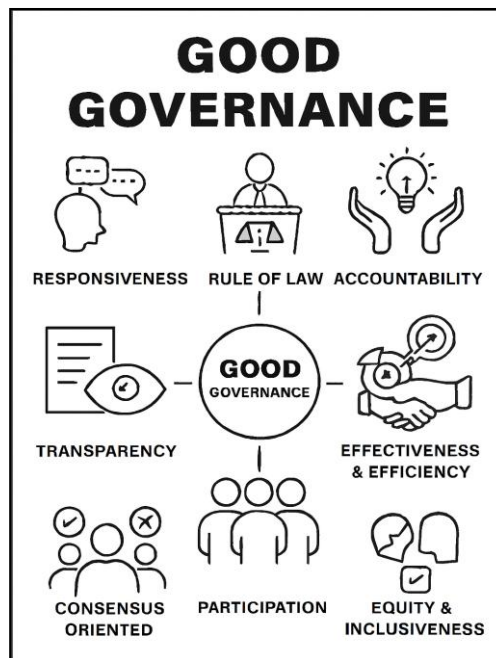 GOOD
GOVERNANCE
RESPONSIVENESS
RULE OF LAW
ACCOUNTABILITY
TRANSPARENCY
GOOD
GOVERNANCE
EFFECTIVENESS
& EFFICIENCY
CONSENSUS
ORIENTED
PARTICIPATION
EQUITY &
INCLUSIVENESS